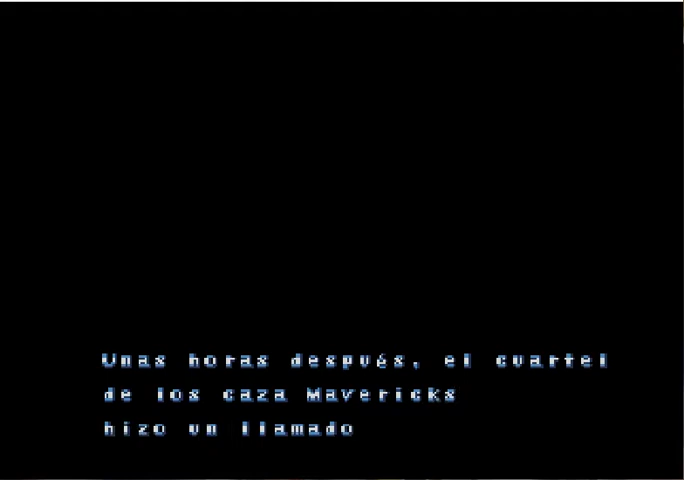 Unas horas después, el cuartel
de los caza Mavericks
hizo un llamado